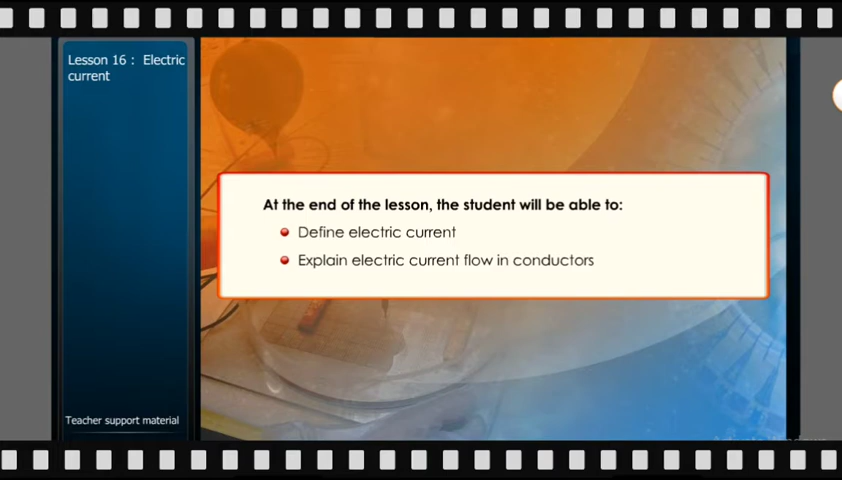 Lesson 16 : Electric
current
At the end of the lesson, the student will be able to:
Define electric current
Explain electric current flow in conductors
Teacher support material